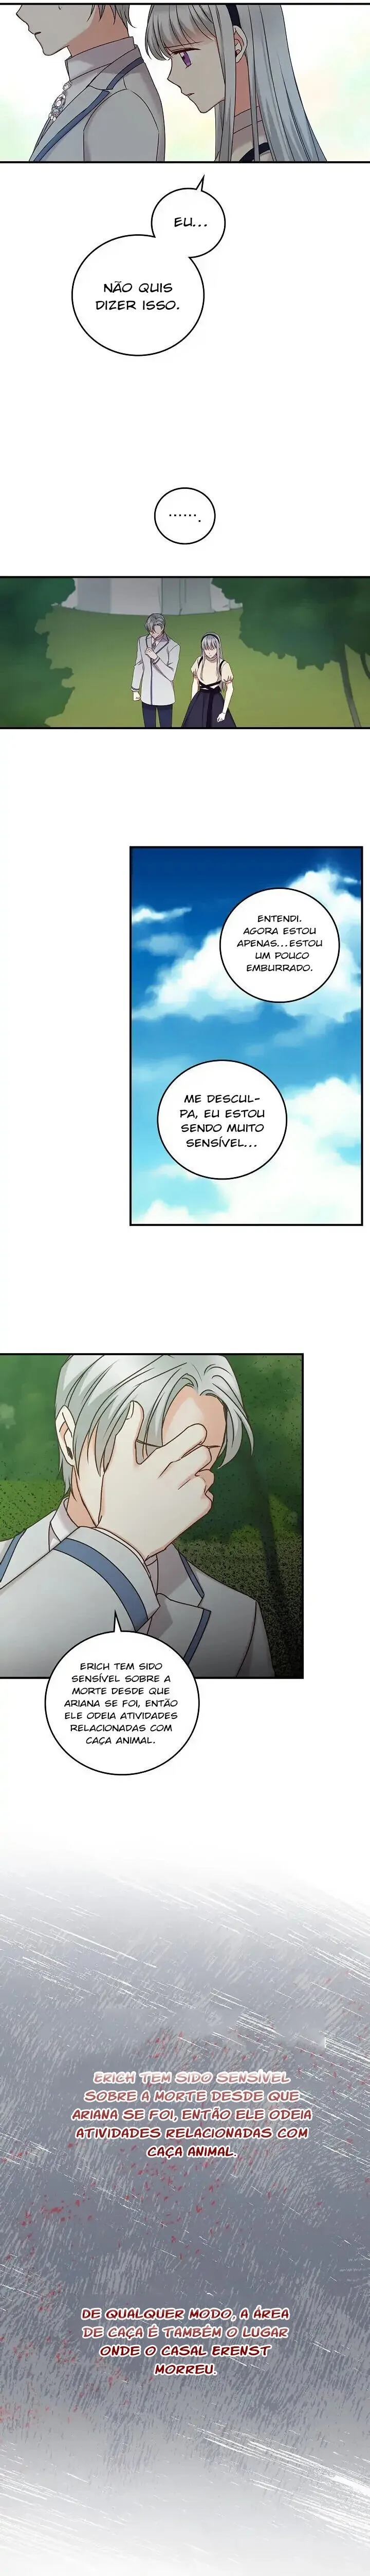 EU...
NÃO QUIS
DIZER ISSO.
.......
ENTENDI.
AGORA ESTOU
APENAS...ESTOU
UM POUCO
EMBURRADO.
ME DESCUL-
PA, EU ESTOU
SENDO MUITO
SENSÍVEL...
ERICH TEM SIDO
SENSÍVEL SOBRE A
MORTE DESDE QUE
ARIANA SE FOI, ENTÃO
ELE ODEIA ATIVIDADES
RELACIONADAS COM
CAÇA ANIMAL.
ERICH TEM SIDO SENSÍVEL
SOBRE A MORTE DESDE QUE
ARIANA SE FOI, ENTÃO ELE ODEIA
ATIVIDADES RELACIONADAS COM
CAÇA ANIMAL.
DE QUALQUER MODO, A ÁREA
DE CAÇA É TAMBÉM O LUGAR
ONDE O CASAL ERENST
MORREU.